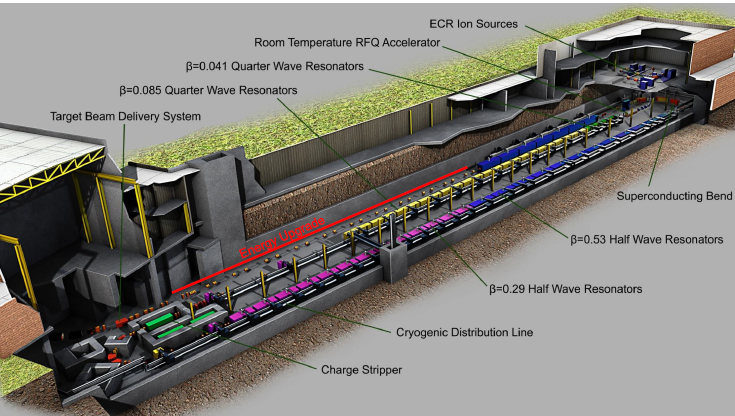 ECR Ion Sources
Room Temperature RFQ Accelerator
β=0.041 Quarter Wave Resonators
β=0.085 Quarter Wave Resonators
Target Beam Delivery System
Energy Upgrade
Superconducting Bend
β=0.53 Half Wave Resonators
β=0.29 Half Wave Resonators
Cryogenic Distribution Line
Charge Stripper